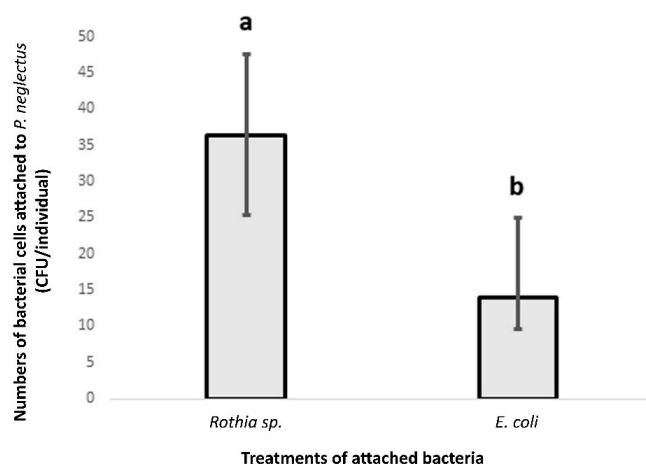 Numbers of bacterial cells attached to P. neglectus
(CFU/individual)
50
45
40
35
30
25
20
15
10
5
0
a
b
Rothia sp.
E. coli
Treatments of attached bacteria